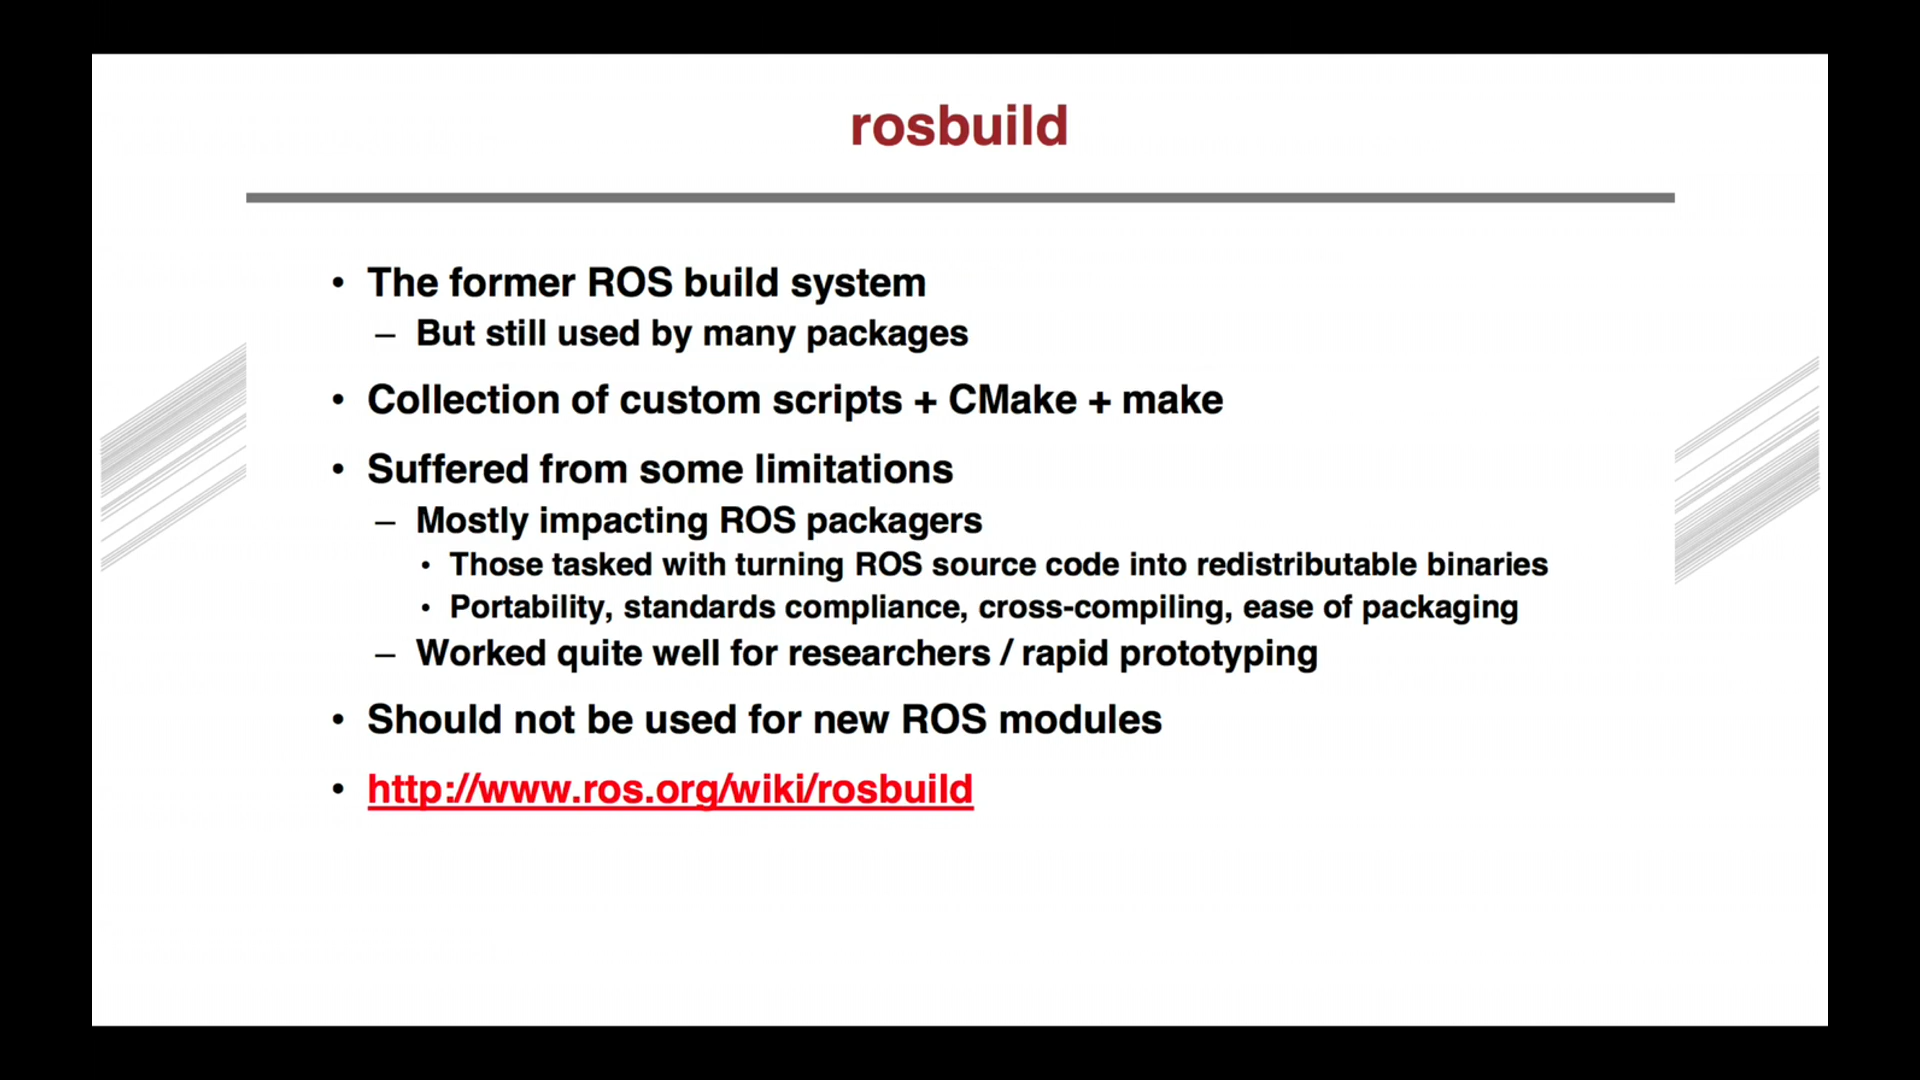 rosbuild
• The former ROS build system
– But still used by many packages
• Collection of custom scripts + CMake + make
• Suffered from some limitations
– Mostly impacting ROS packagers
• Those tasked with turning ROS source code into redistributable binaries
• Portability, standards compliance, cross-compiling, ease of packaging
– Worked quite well for researchers / rapid prototyping
• Should not be used for new ROS modules
• http://www.ros.org/wiki/rosbuild